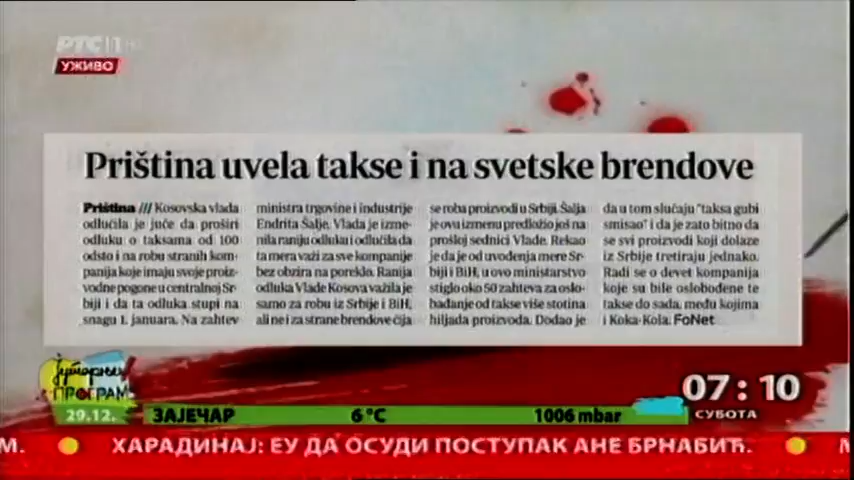 РТС 1
УЖИВО
Priština uvela takse i na svetske brendove
Priština /// Kosovska vlada
odlučila je juče da proširi
odluku o taksama od 100
odsto i na robu stranih kom-
panija koje imaju svoje proiz-
vodne pogone u centralnoj Sr-
biji i da ta odluka stupi na
snagu 1. januara. Na zahtev
ministra trgovine i industrije
Endrita Šalje, Vlada je izme-
nila raniju odluku i odlučila da
ta mera važi za sve kompanije
bez obzira na poreklo. Ranija
odluka Vlade Kosova važila je
samo za robu iz Srbije i BiH,
ali ne i za strane brendove čija
se roba proizvodi u Srbiji. Šalja
je ovu izmenu predložio još na
prošloj sednici Vlade. Rekao
je da je od uvođenja mere Sr-
biji i BiH, u ovo ministarstvo
stiglo oko 50 zahteva za oslo-
bađanje od takse više stotina
hiljada proizvoda. Dodao je
da u tom slučaju "taksa gubi
smisao" i da je zato bitno da
se svi proizvodi koji dolaze
iz Srbije tretiraju jednako.
Radi se o devet kompanija
koje su bile oslobođene te
takse do sada, među kojima
i Koka-Kola. FoNet
јутарњи
ПРОГРАМ
29.12.
ЗАЈЕЧАР 6°C 1006 mbar
07:10
СУБОТА
М. ХАРАДИНАЈ: ЕУ ДА ОСУДИ ПОСТУПАК АНЕ БРНАБИЋ.